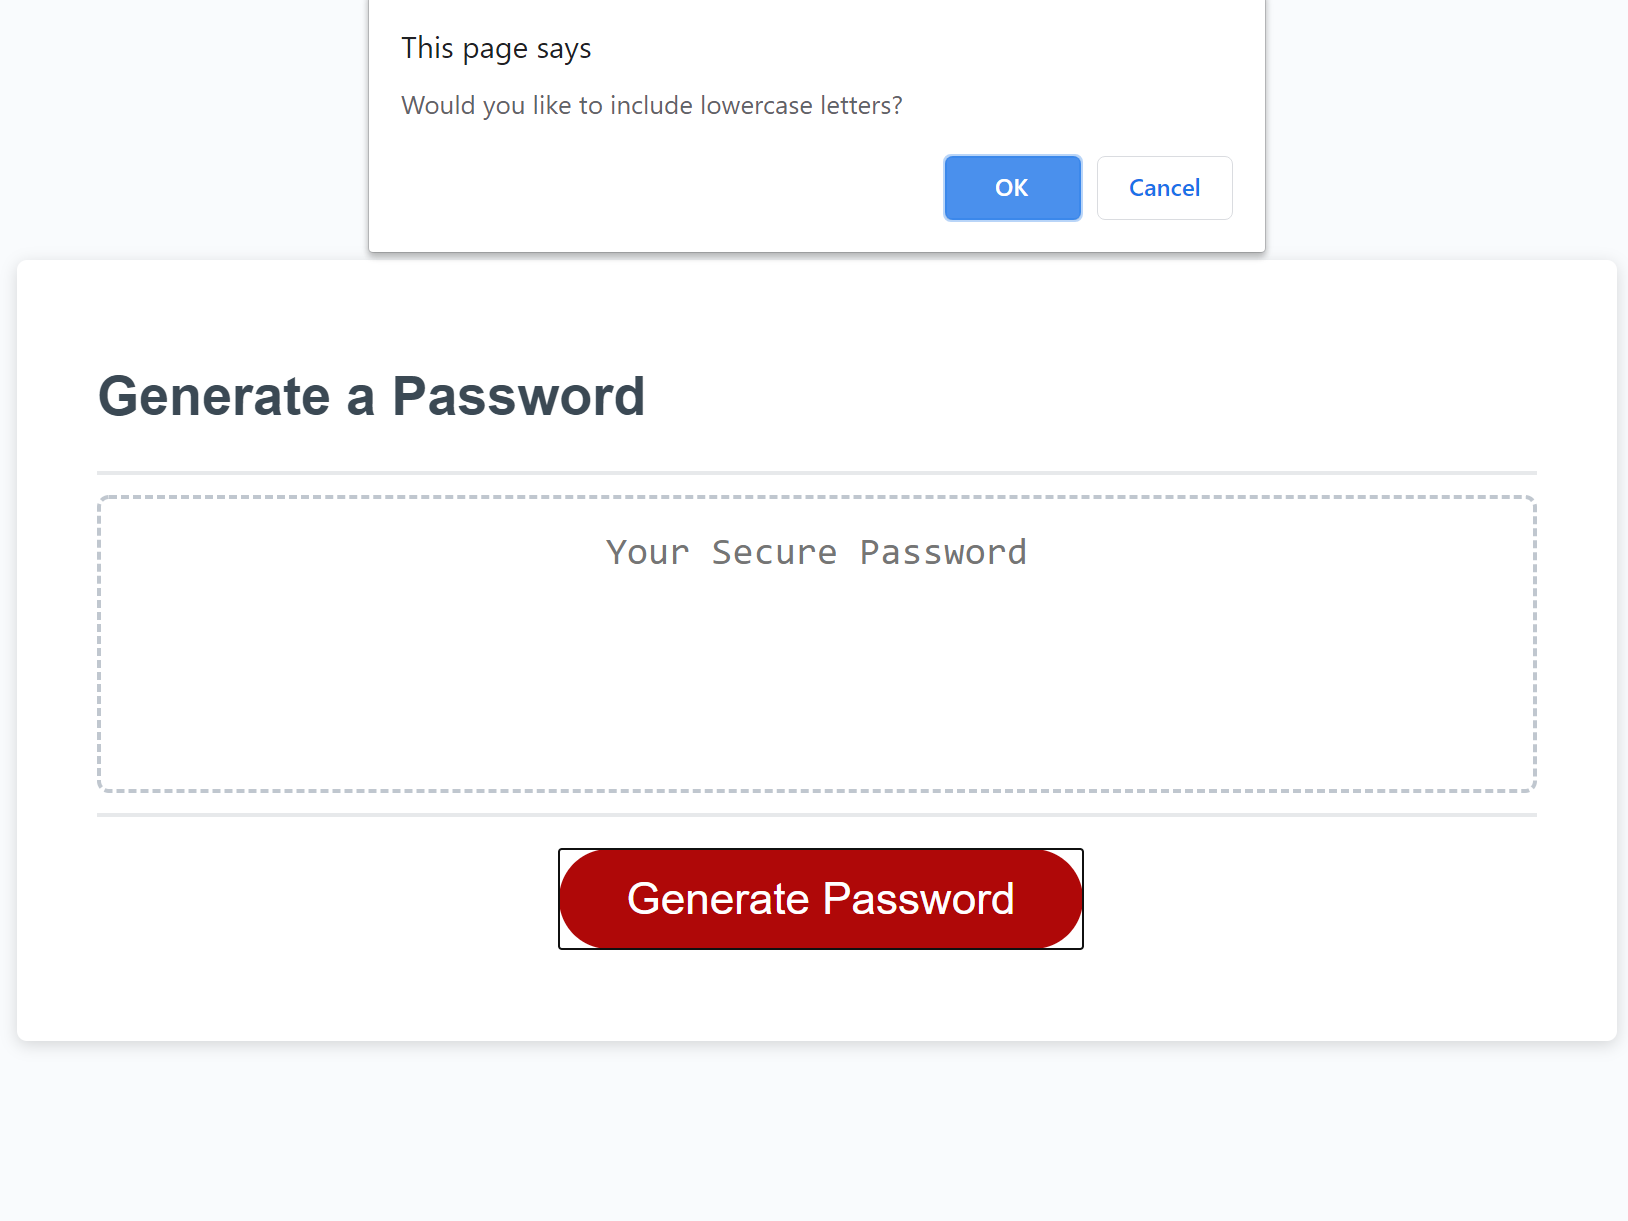 This page says
Would you like to include lowercase letters?
OK Cancel
Generate a Password
Your Secure Password
Generate Password